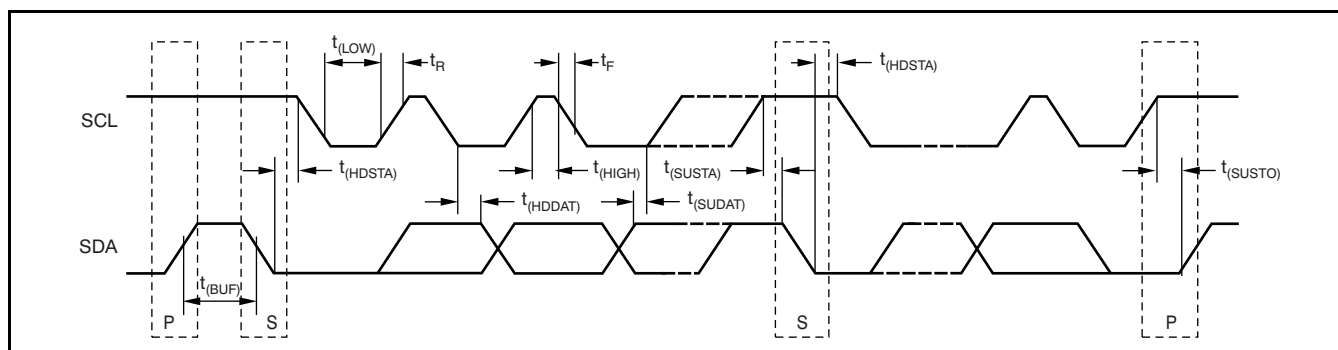 t(LOW)
tR
tF
t(HDSTA)
SCL
t(HDSTA)
t(HIGH)
t(SUSTA)
t(SUSTO)
t(HDDAT)
t(SUDAT)
SDA
t(BUF)
P
S
S
P